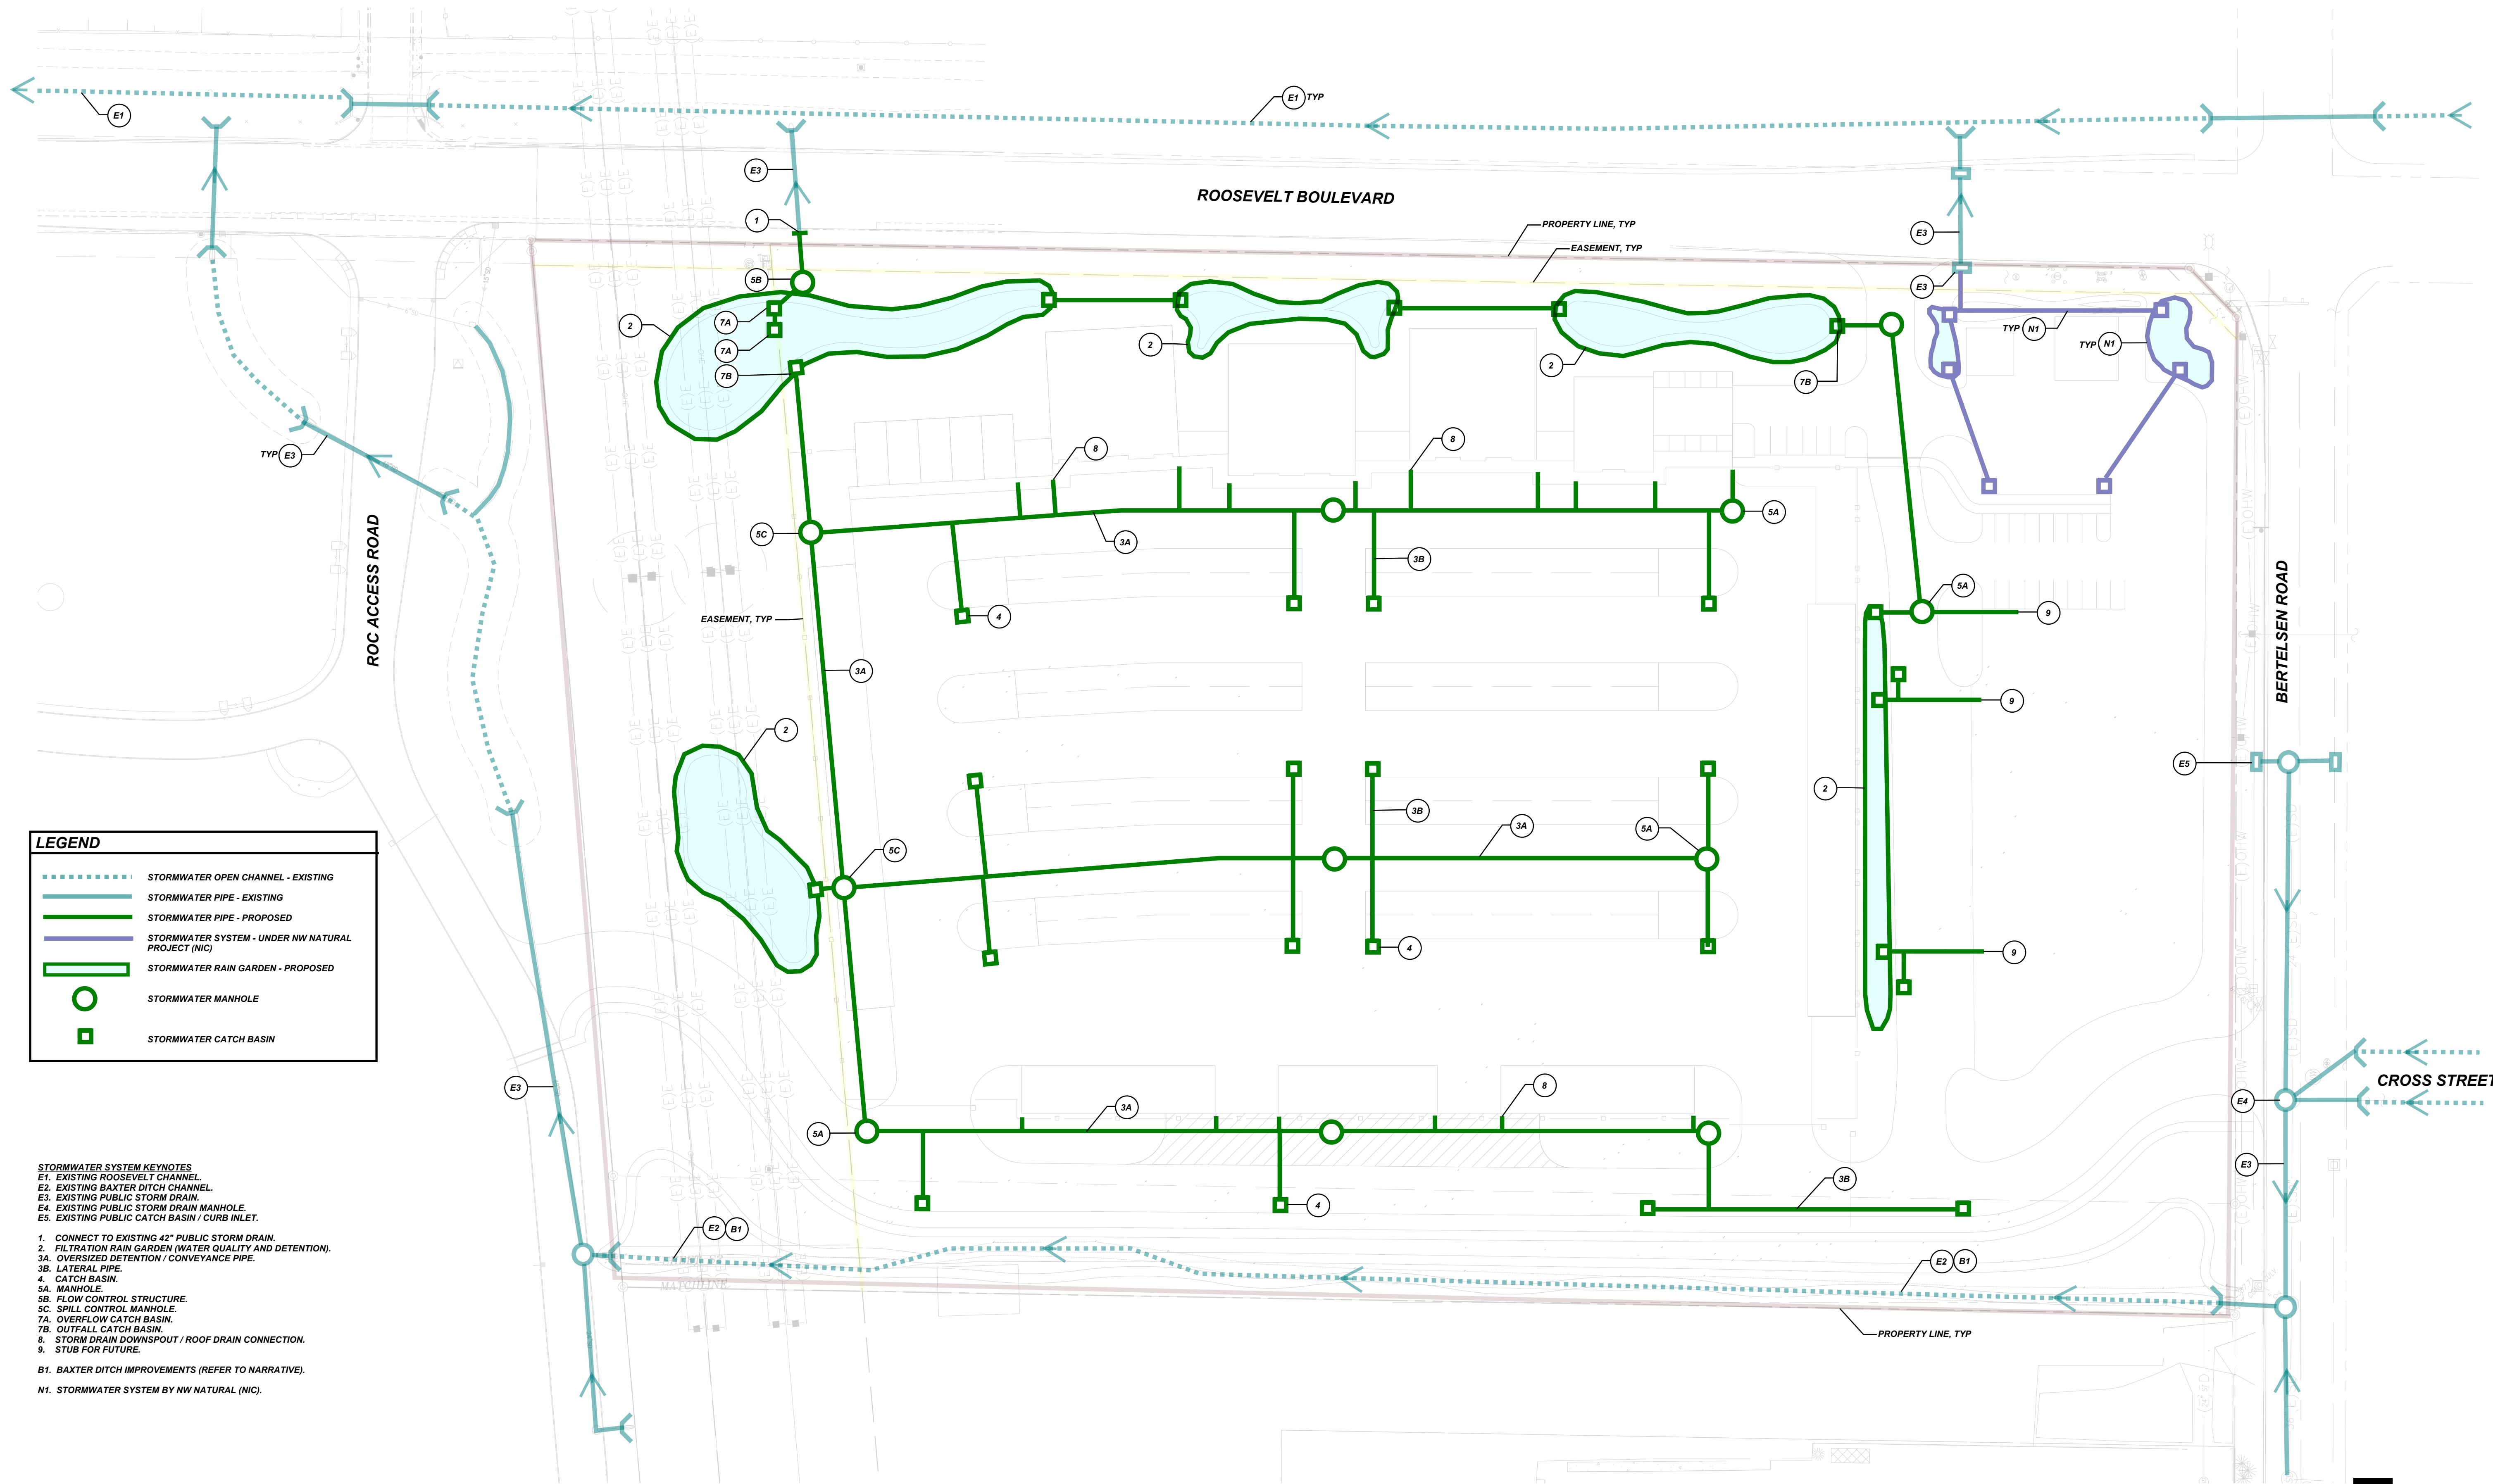 E1
E1 TYP
E3
ROOSEVELT BOULEVARD
1
PROPERTY LINE, TYP
E3
EASEMENT, TYP
5B
E3
2
7A
7A
2
2
TYP N1
TYP N1
7B
7B
TYP E3
8
8
ROC ACCESS ROAD
5C
3A
5A
3B
BERTELSEN ROAD
5A
4
9
EASEMENT, TYP
3A
9
2
E5
2
3B
3A
5A
5C
4
9
LEGEND
STORMWATER OPEN CHANNEL - EXISTING
STORMWATER PIPE - EXISTING
STORMWATER PIPE - PROPOSED
STORMWATER SYSTEM - UNDER NW NATURAL
PROJECT (NIC)
STORMWATER RAIN GARDEN - PROPOSED
STORMWATER MANHOLE
STORMWATER CATCH BASIN
CROSS STREET
E3
8
3A
E4
5A
E3
3B
4
E2 B1
E2 B1
MATCHLINE
PROPERTY LINE, TYP
STORMWATER SYSTEM KEYNOTES
E1. EXISTING ROOSEVELT CHANNEL.
E2. EXISTING BAXTER DITCH CHANNEL.
E3. EXISTING PUBLIC STORM DRAIN.
E4. EXISTING PUBLIC STORM DRAIN MANHOLE.
E5. EXISTING PUBLIC CATCH BASIN / CURB INLET.
1. CONNECT TO EXISTING 42" PUBLIC STORM DRAIN.
2. FILTRATION RAIN GARDEN (WATER QUALITY AND DETENTION).
3A. OVERSIZED DETENTION / CONVEYANCE PIPE.
3B. LATERAL PIPE.
4. CATCH BASIN.
5A. MANHOLE.
5B. FLOW CONTROL STRUCTURE.
5C. SPILL CONTROL MANHOLE.
7A. OVERFLOW CATCH BASIN.
7B. OUTFALL CATCH BASIN.
8. STORM DRAIN DOWNSPOUT / ROOF DRAIN CONNECTION.
9. STUB FOR FUTURE.
B1. BAXTER DITCH IMPROVEMENTS (REFER TO NARRATIVE).
N1. STORMWATER SYSTEM BY NW NATURAL (NIC).